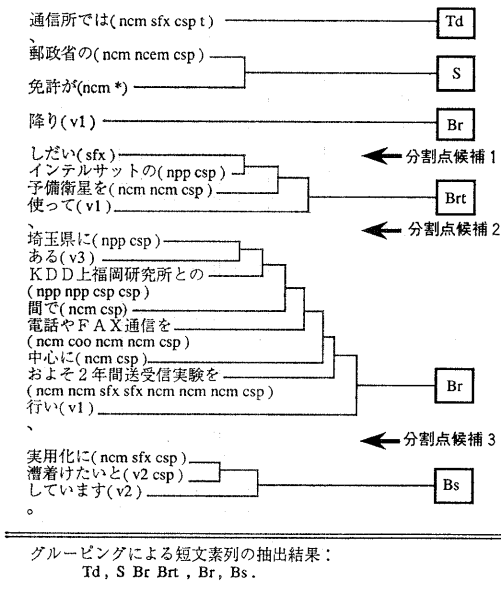 通信所では(ncm sfx csp t) Td
、
郵政省の(ncm ncem csp)
S
免許が(ncm *)
降り(v1) Br
しだい(sfx) 分割点候補1
インテルサットの(npp csp)
予備衛星を(ncm ncm csp) Brt
使って(v1)
、 分割点候補2
埼玉県に(npp csp)
ある(v3)
KDD上福岡研究所との
(npp npp csp csp)
間で(ncm csp)
電話やFAX通信を
(ncm coo ncm ncm csp)
中心に(ncm csp)
およそ2年間送受信実験を Br
(ncm ncm sfx sfx ncm ncm ncm csp)
行い(v1)
、 分割点候補3
実用化に(ncm sfx csp)
漕着けたいと(v2 csp) Bs
しています(v2)
。
グルーピングによる短文素列の抽出結果:
Td, S Br Brt , Br, Bs.